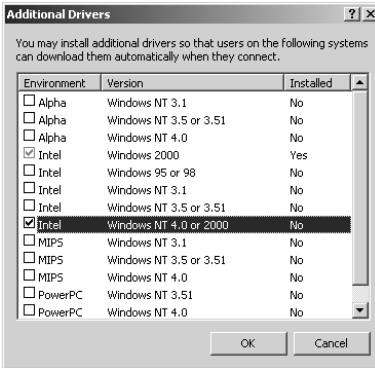 Additional Drivers
You may install additional drivers so that users on the following systems
can download them automatically when they connect.
Environment Version Installed
Alpha Windows NT 3.1 No
Alpha Windows NT 3.5 or 3.51 No
Alpha Windows NT 4.0 No
Intel Windows 2000 Yes
Intel Windows 95 or 98 No
Intel Windows NT 3.1 No
Intel Windows NT 3.5 or 3.51 No
Intel Windows NT 4.0 or 2000 No
MIPS Windows NT 3.1 No
MIPS Windows NT 3.5 or 3.51 No
MIPS Windows NT 4.0 No
PowerPC Windows NT 3.51 No
PowerPC Windows NT 4.0 No
OK Cancel